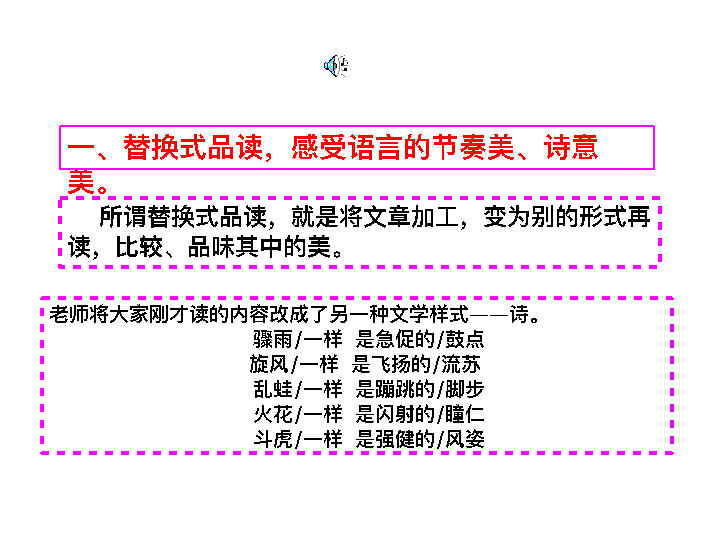 一、替换式品读，感受语言的节奏美、诗意
美。
所谓替换式品读，就是将文章加工，变为别的形式再
读，比较、品味其中的美。
老师将大家刚才读的内容改成了另一种文学样式——诗。
骤雨/一样 是急促的/鼓点
旋风/一样 是飞扬的/流苏
乱蛙/一样 是蹦跳的/脚步
火花/一样 是闪射的/瞳仁
斗虎/一样 是强健的/风姿